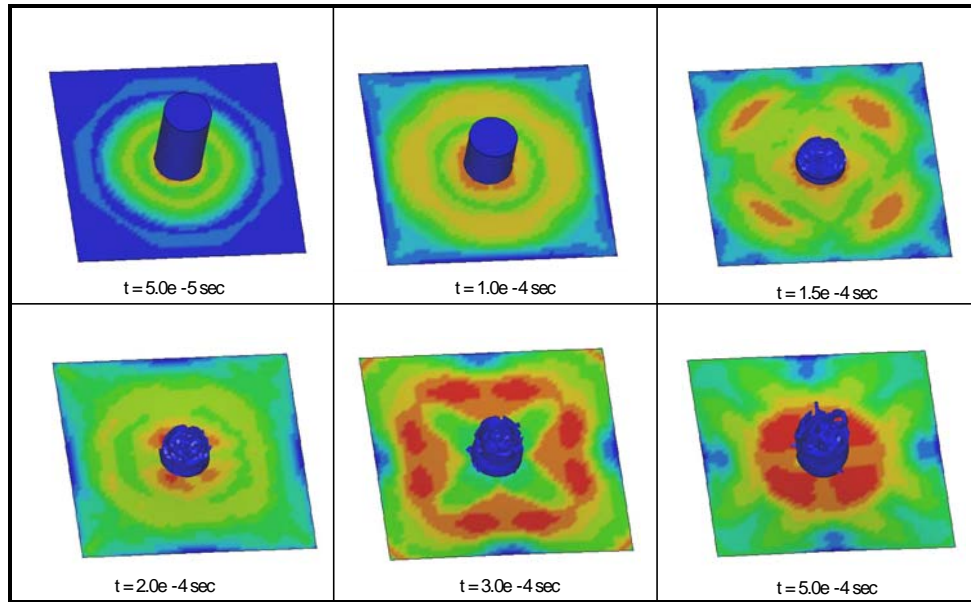 t = 5.0e -5 sec
t = 1.0e -4 sec
t = 1.5e -4 sec
t = 2.0e -4 sec
t = 3.0e -4 sec
t = 5.0e -4 sec